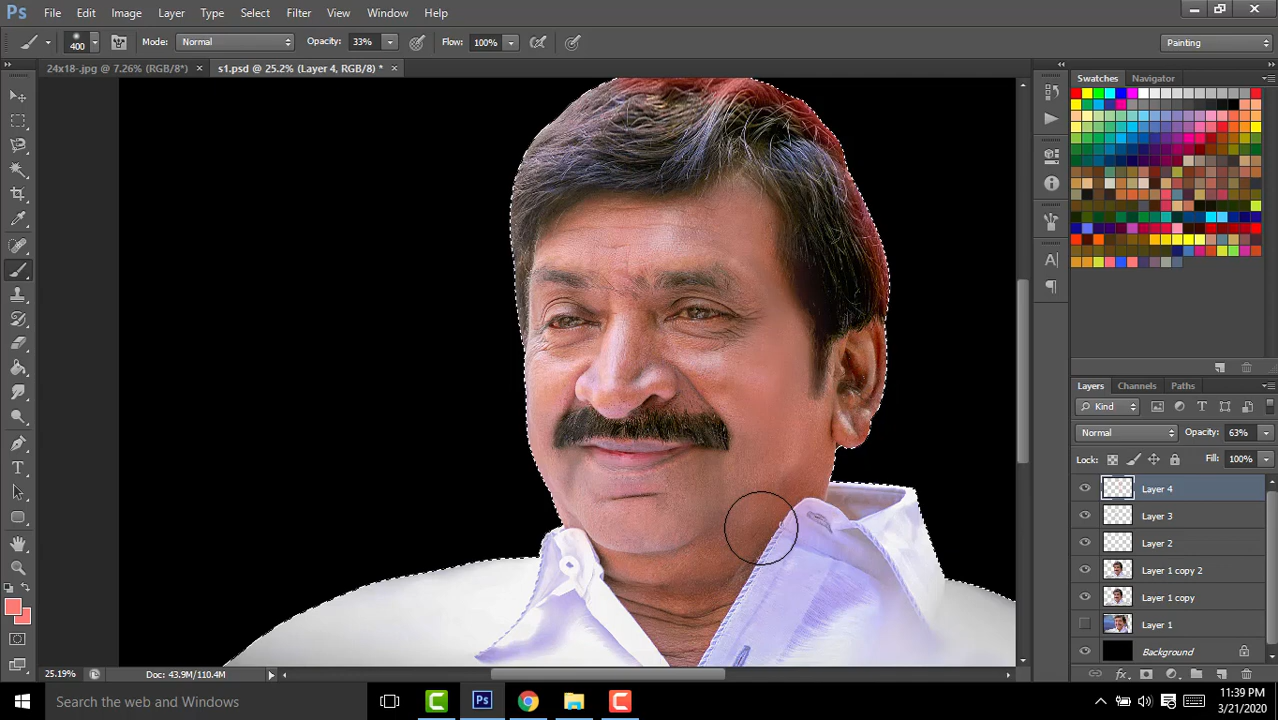 Ps File Edit Image Layer Type Select Filter View Window Help
400 Mode: Normal Opacity: 33% Flow: 100% Painting
24x18-.jpg @ 7.26% (RGB/8*) × s1.psd @ 25.2% (Layer 4, RGB/8) * ×
Swatches Navigator
Layers Channels Paths
Kind
Normal Opacity: 63%
Lock: Fill: 100%
Layer 4
Layer 3
Layer 2
Layer 1 copy 2
Layer 1 copy
Layer 1
Background
25.19% Doc: 43.9M/110.4M
Search the web and Windows
11:39 PM
3/21/2020